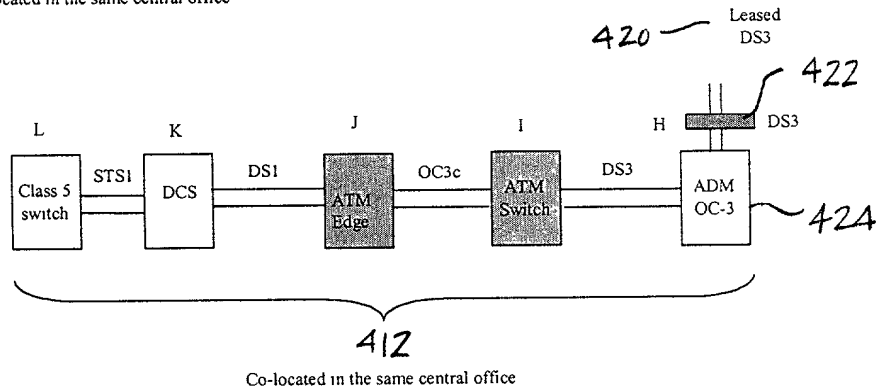 ocated in the same central office
420
Leased
DS3
422
L
K
J
I
H
DS3
Class 5
switch
STS1
DCS
DS1
ATM
Edge
OC3c
ATM
Switch
DS3
ADM
OC-3
424
412
Co-located in the same central office